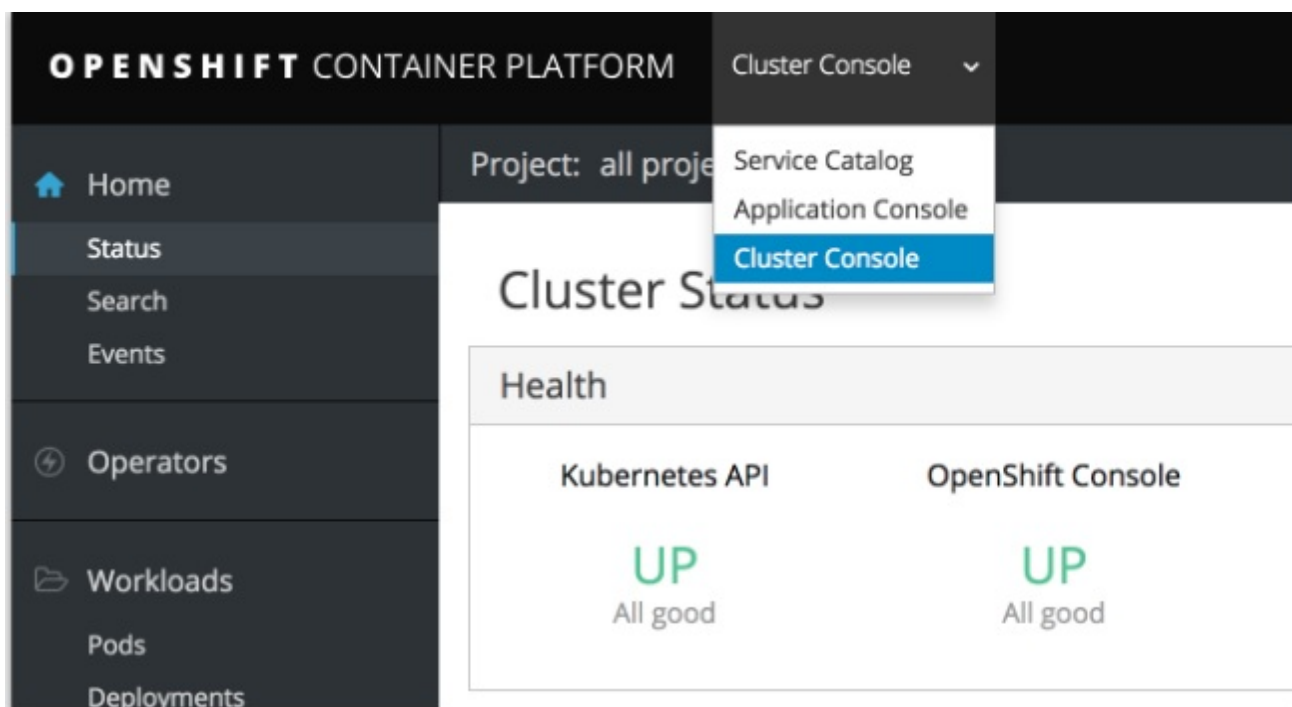 OPENSHIFT CONTAINER PLATFORM
Cluster Console
Home
Status
Search
Events
Operators
Workloads
Pods
Deployments
Project: all proje
Service Catalog
Application Console
Cluster Console
Cluster Status
Health
Kubernetes API
UP
All good
OpenShift Console
UP
All good